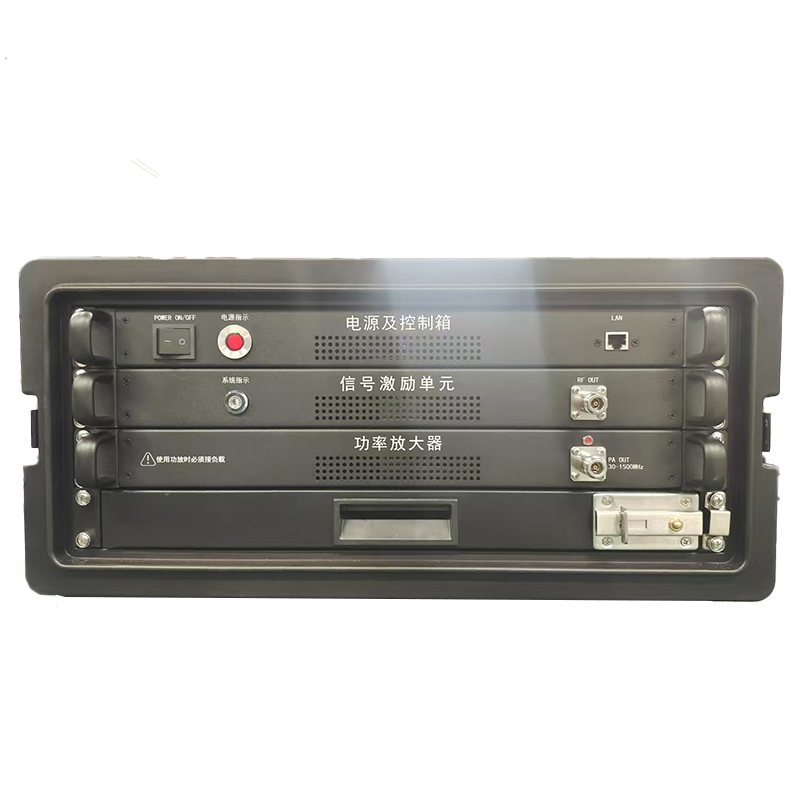 POWER ON/OFF
电源指示
电源及控制箱
LAN
系统指示
信号激励单元
RF OUT
使用功放时必须接负载
功率放大器
PA OUT
30-1500MHz